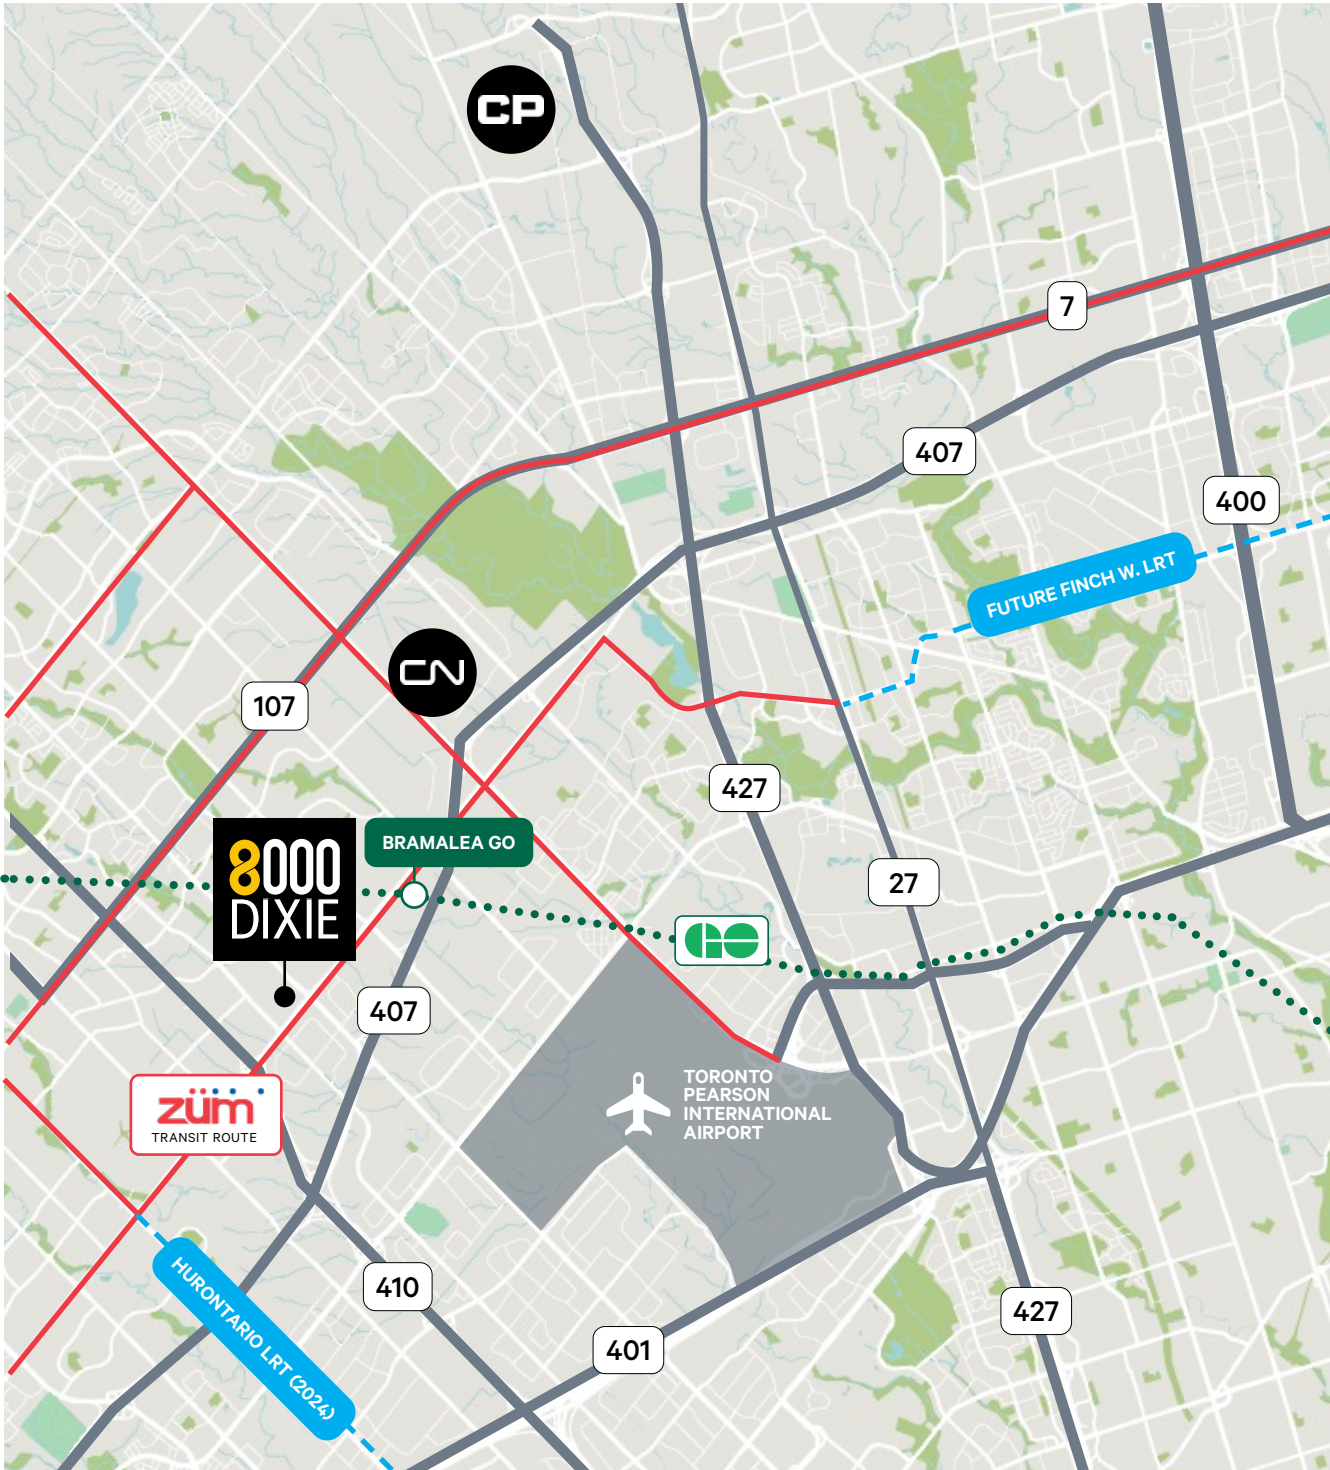 CP
7
407
400
FUTURE FINCH W. LRT
CN
107
427
8000
DIXIE
BRAMALEA GO
27
GO
407
TORONTO
PEARSON
INTERNATIONAL
AIRPORT
züm
TRANSIT ROUTE
HURONTARIO LRT (2024)
410
427
401